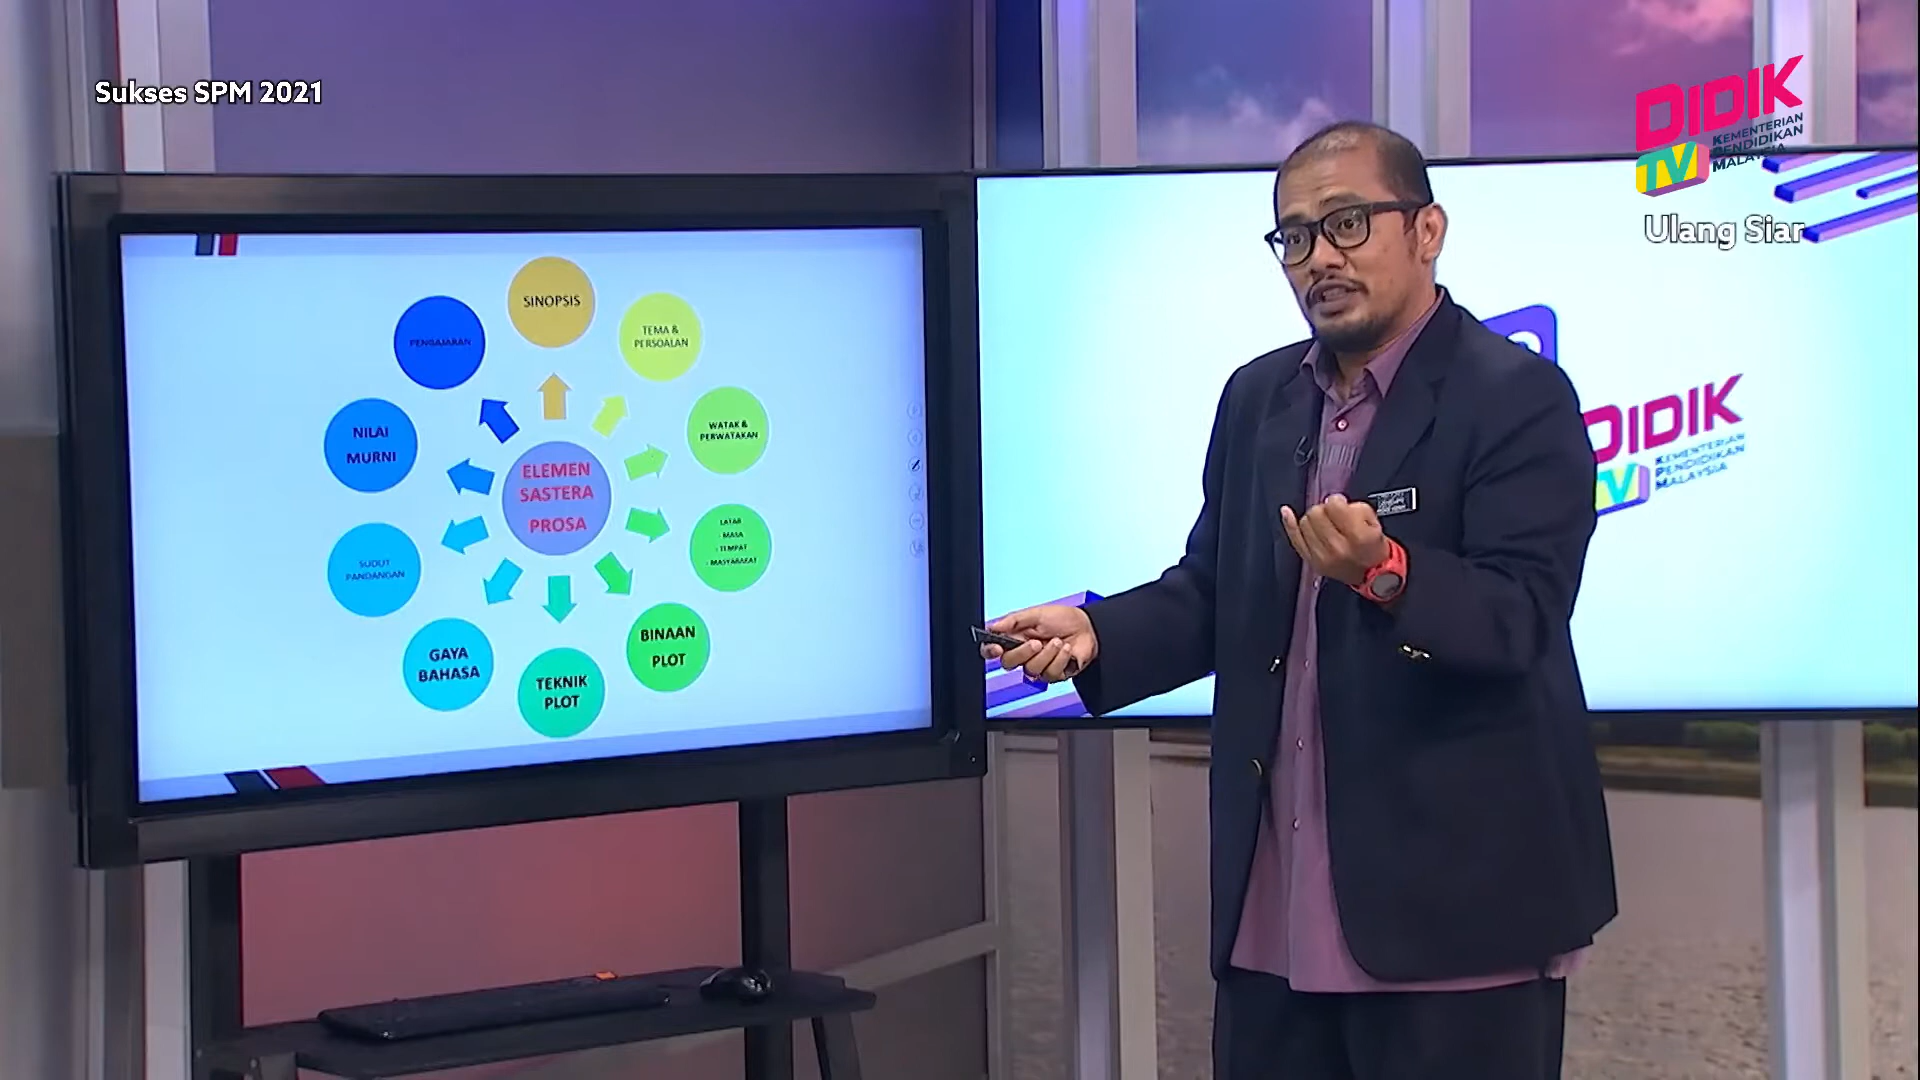 Sukses SPM 2021
DIDIK
TV
KEMENTERIAN
PENDIDIKAN
MALAYSIA
Ulang Siar
SINOPSIS
TEMA &
PERSOALAN
WATAK &
PERWATAKAN
LATAR
- MASA
- TEMPAT
- MASYARAKAT
BINAAN
PLOT
TEKNIK
PLOT
GAYA
BAHASA
SUDUT
PANDANGAN
NILAI
MURNI
PENGAJARAN
ELEMEN
SASTERA
PROSA
DIDIK
TV
KEMENTERIAN
PENDIDIKAN
MALAYSIA